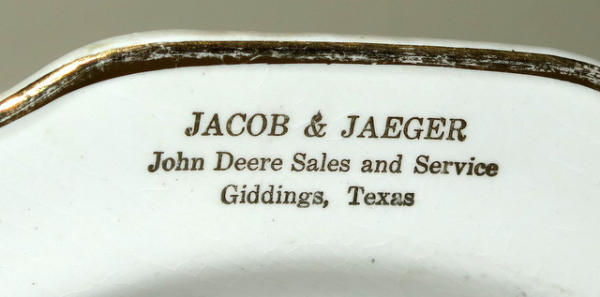 JACOB & JAEGER
John Deere Sales and Service
Giddings, Texas